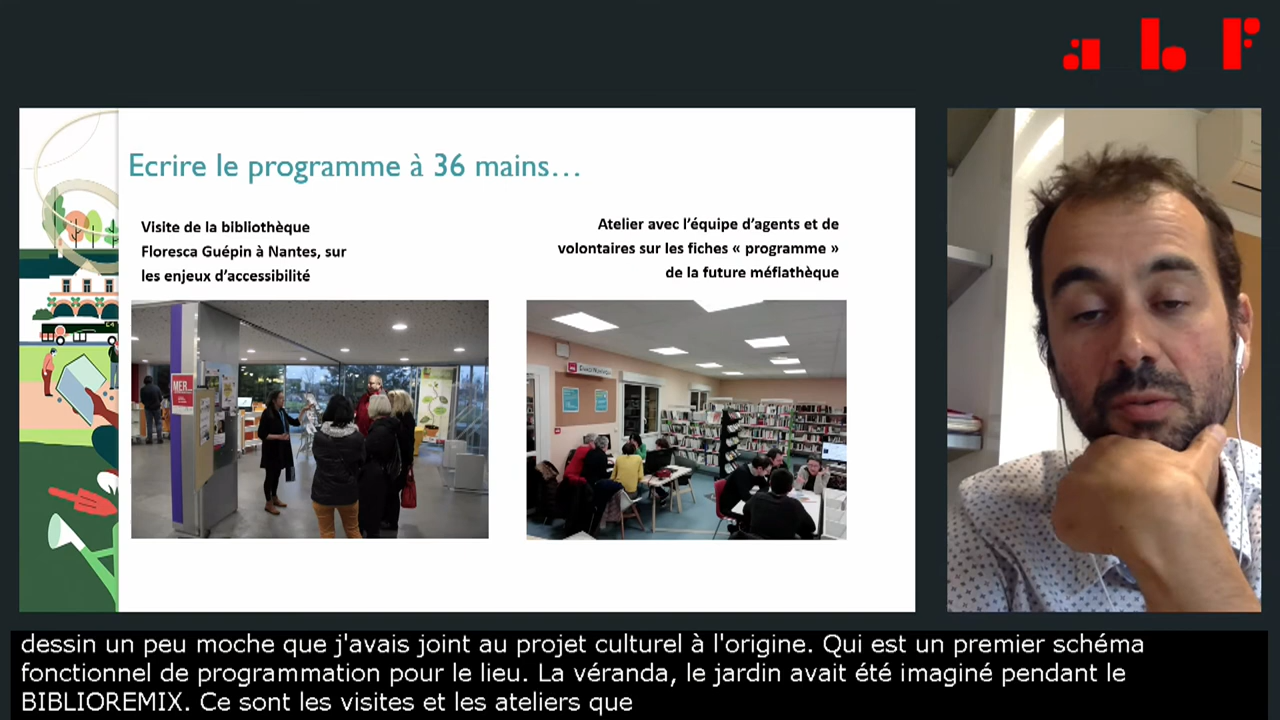 abf
Ecrire le programme à 36 mains...
Visite de la bibliothèque
Floresca Guépin à Nantes, sur
les enjeux d'accessibilité
Atelier avec l'équipe d'agents et de
volontaires sur les fiches « programme »
de la future méflathèque
MER...
dessin un peu moche que j'avais joint au projet culturel à l'origine. Qui est un premier schéma
fonctionnel de programmation pour le lieu. La véranda, le jardin avait été imaginé pendant le
BIBLIOREMIX. Ce sont les visites et les ateliers que